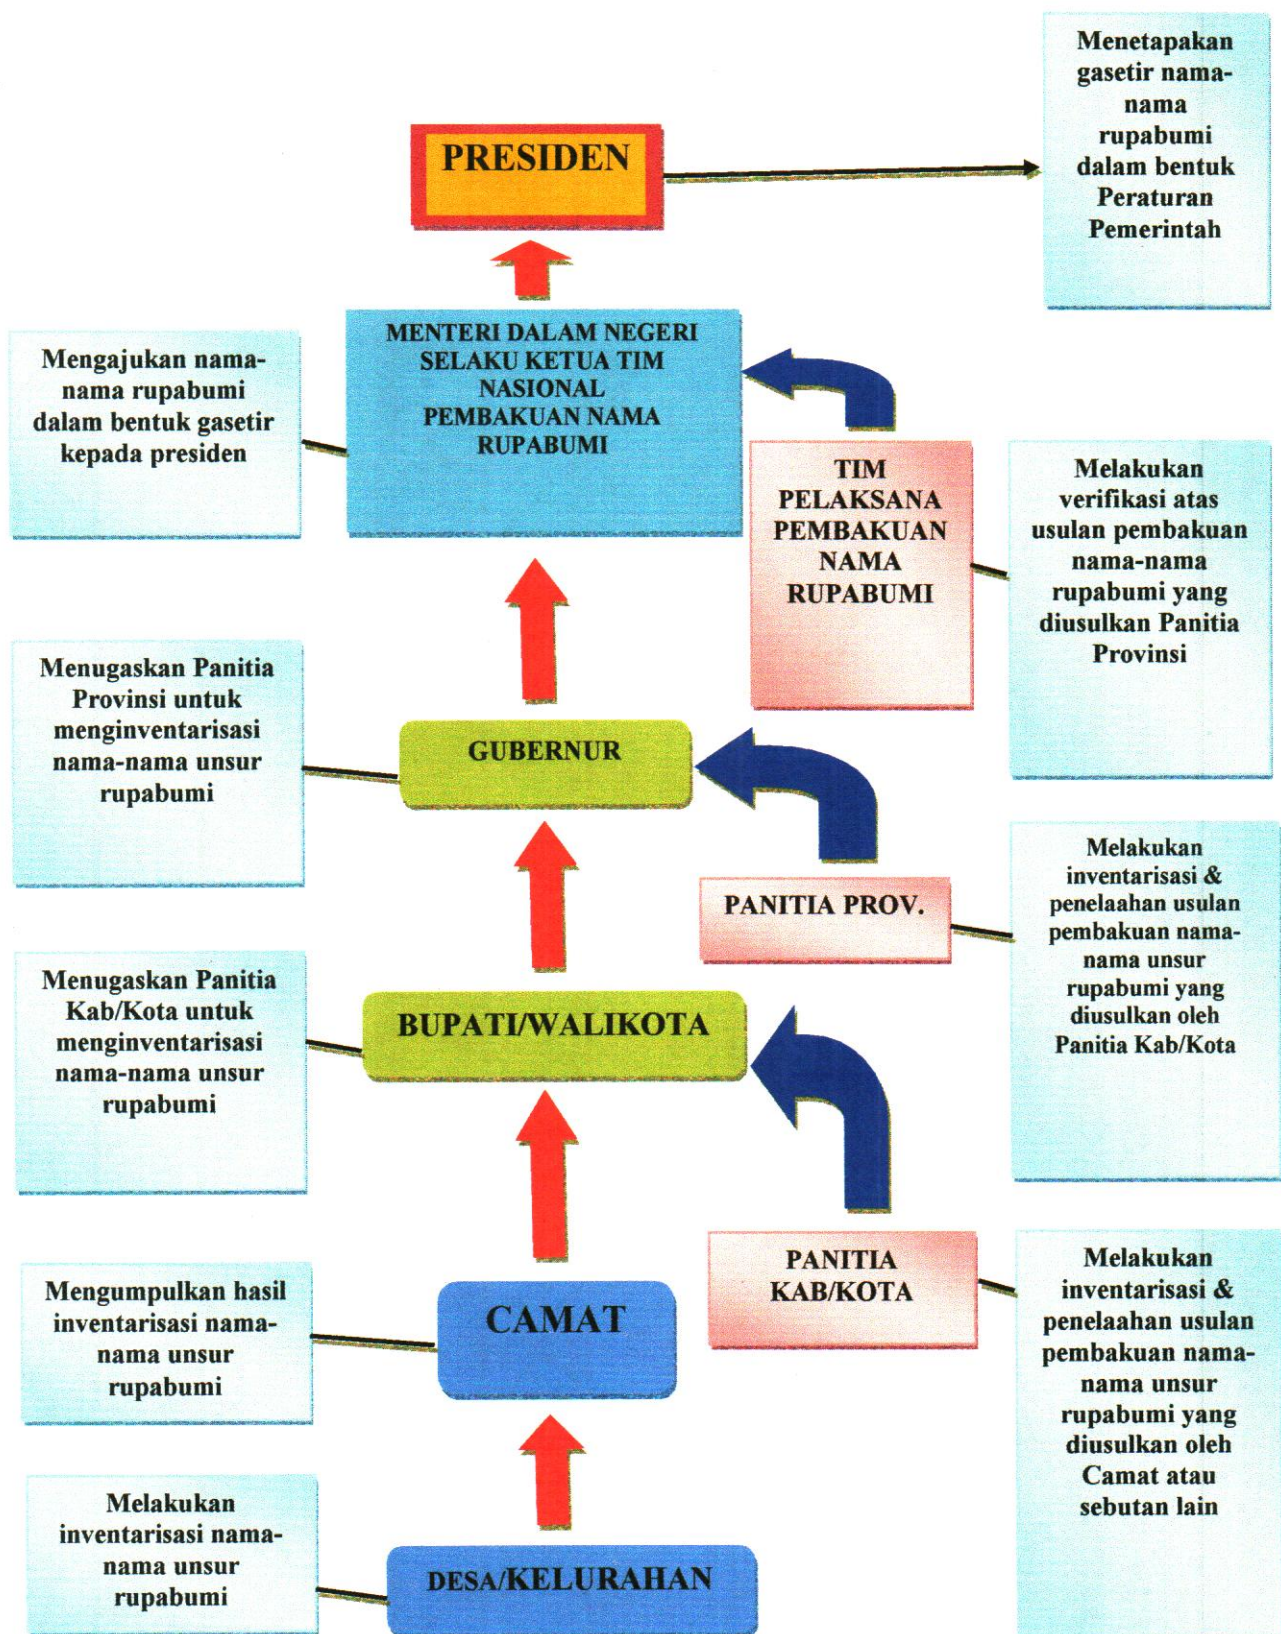 Menetapakan
gasetir nama-
nama
rupabumi
dalam bentuk
Peraturan
Pemerintah
PRESIDEN
MENTERI DALAM NEGERI
SELAKU KETUA TIM
NASIONAL
PEMBAKUAN NAMA
RUPABUMI
Mengajukan nama-
nama rupabumi
dalam bentuk gasetir
kepada presiden
TIM
PELAKSANA
PEMBAKUAN
NAMA
RUPABUMI
Melakukan
verifikasi atas
usulan pembakuan
nama-nama
rupabumi yang
diusulkan Panitia
Provinsi
Menugaskan Panitia
Provinsi untuk
menginventarisasi
nama-nama unsur
rupabumi
GUBERNUR
PANITIA PROV.
Melakukan
inventarisasi &
penelaahan usulan
pembakuan nama-
nama unsur
rupabumi yang
diusulkan oleh
Panitia Kab/Kota
Menugaskan Panitia
Kab/Kota untuk
menginventarisasi
nama-nama unsur
rupabumi
BUPATI/WALIKOTA
PANITIA
KAB/KOTA
Melakukan
inventarisasi &
penelaahan usulan
pembakuan nama-
nama unsur
rupabumi yang
diusulkan oleh
Camat atau
sebutan lain
Mengumpulkan hasil
inventarisasi nama-
nama unsur
rupabumi
CAMAT
Melakukan
inventarisasi nama-
nama unsur
rupabumi
DESA/KELURAHAN